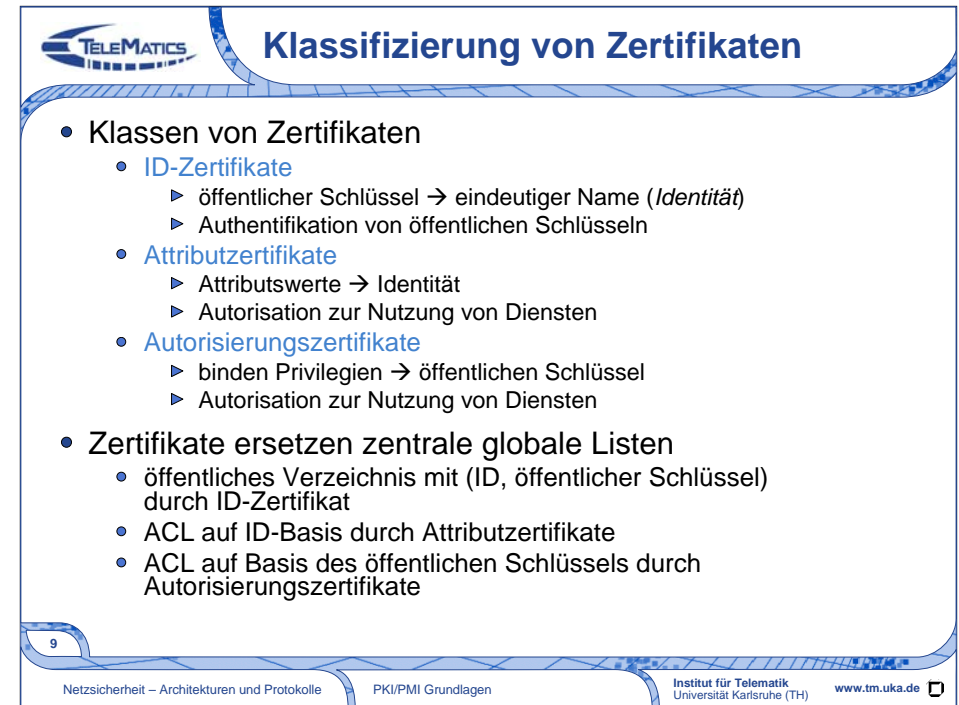 TELEMATICS
Klassifizierung von Zertifikaten
• Klassen von Zertifikaten
• ID-Zertifikate
► öffentlicher Schlüssel → eindeutiger Name (Identität)
► Authentifikation von öffentlichen Schlüsseln
• Attributzertifikate
► Attributswerte → Identität
► Autorisation zur Nutzung von Diensten
• Autorisierungszertifikate
► binden Privilegien → öffentlichen Schlüssel
► Autorisation zur Nutzung von Diensten
• Zertifikate ersetzen zentrale globale Listen
• öffentliches Verzeichnis mit (ID, öffentlicher Schlüssel)
durch ID-Zertifikat
• ACL auf ID-Basis durch Attributzertifikate
• ACL auf Basis des öffentlichen Schlüssels durch
Autorisierungszertifikate
9
Netzsicherheit – Architekturen und Protokolle
PKI/PMI Grundlagen
Institut für Telematik
Universität Karlsruhe (TH)
www.tm.uka.de